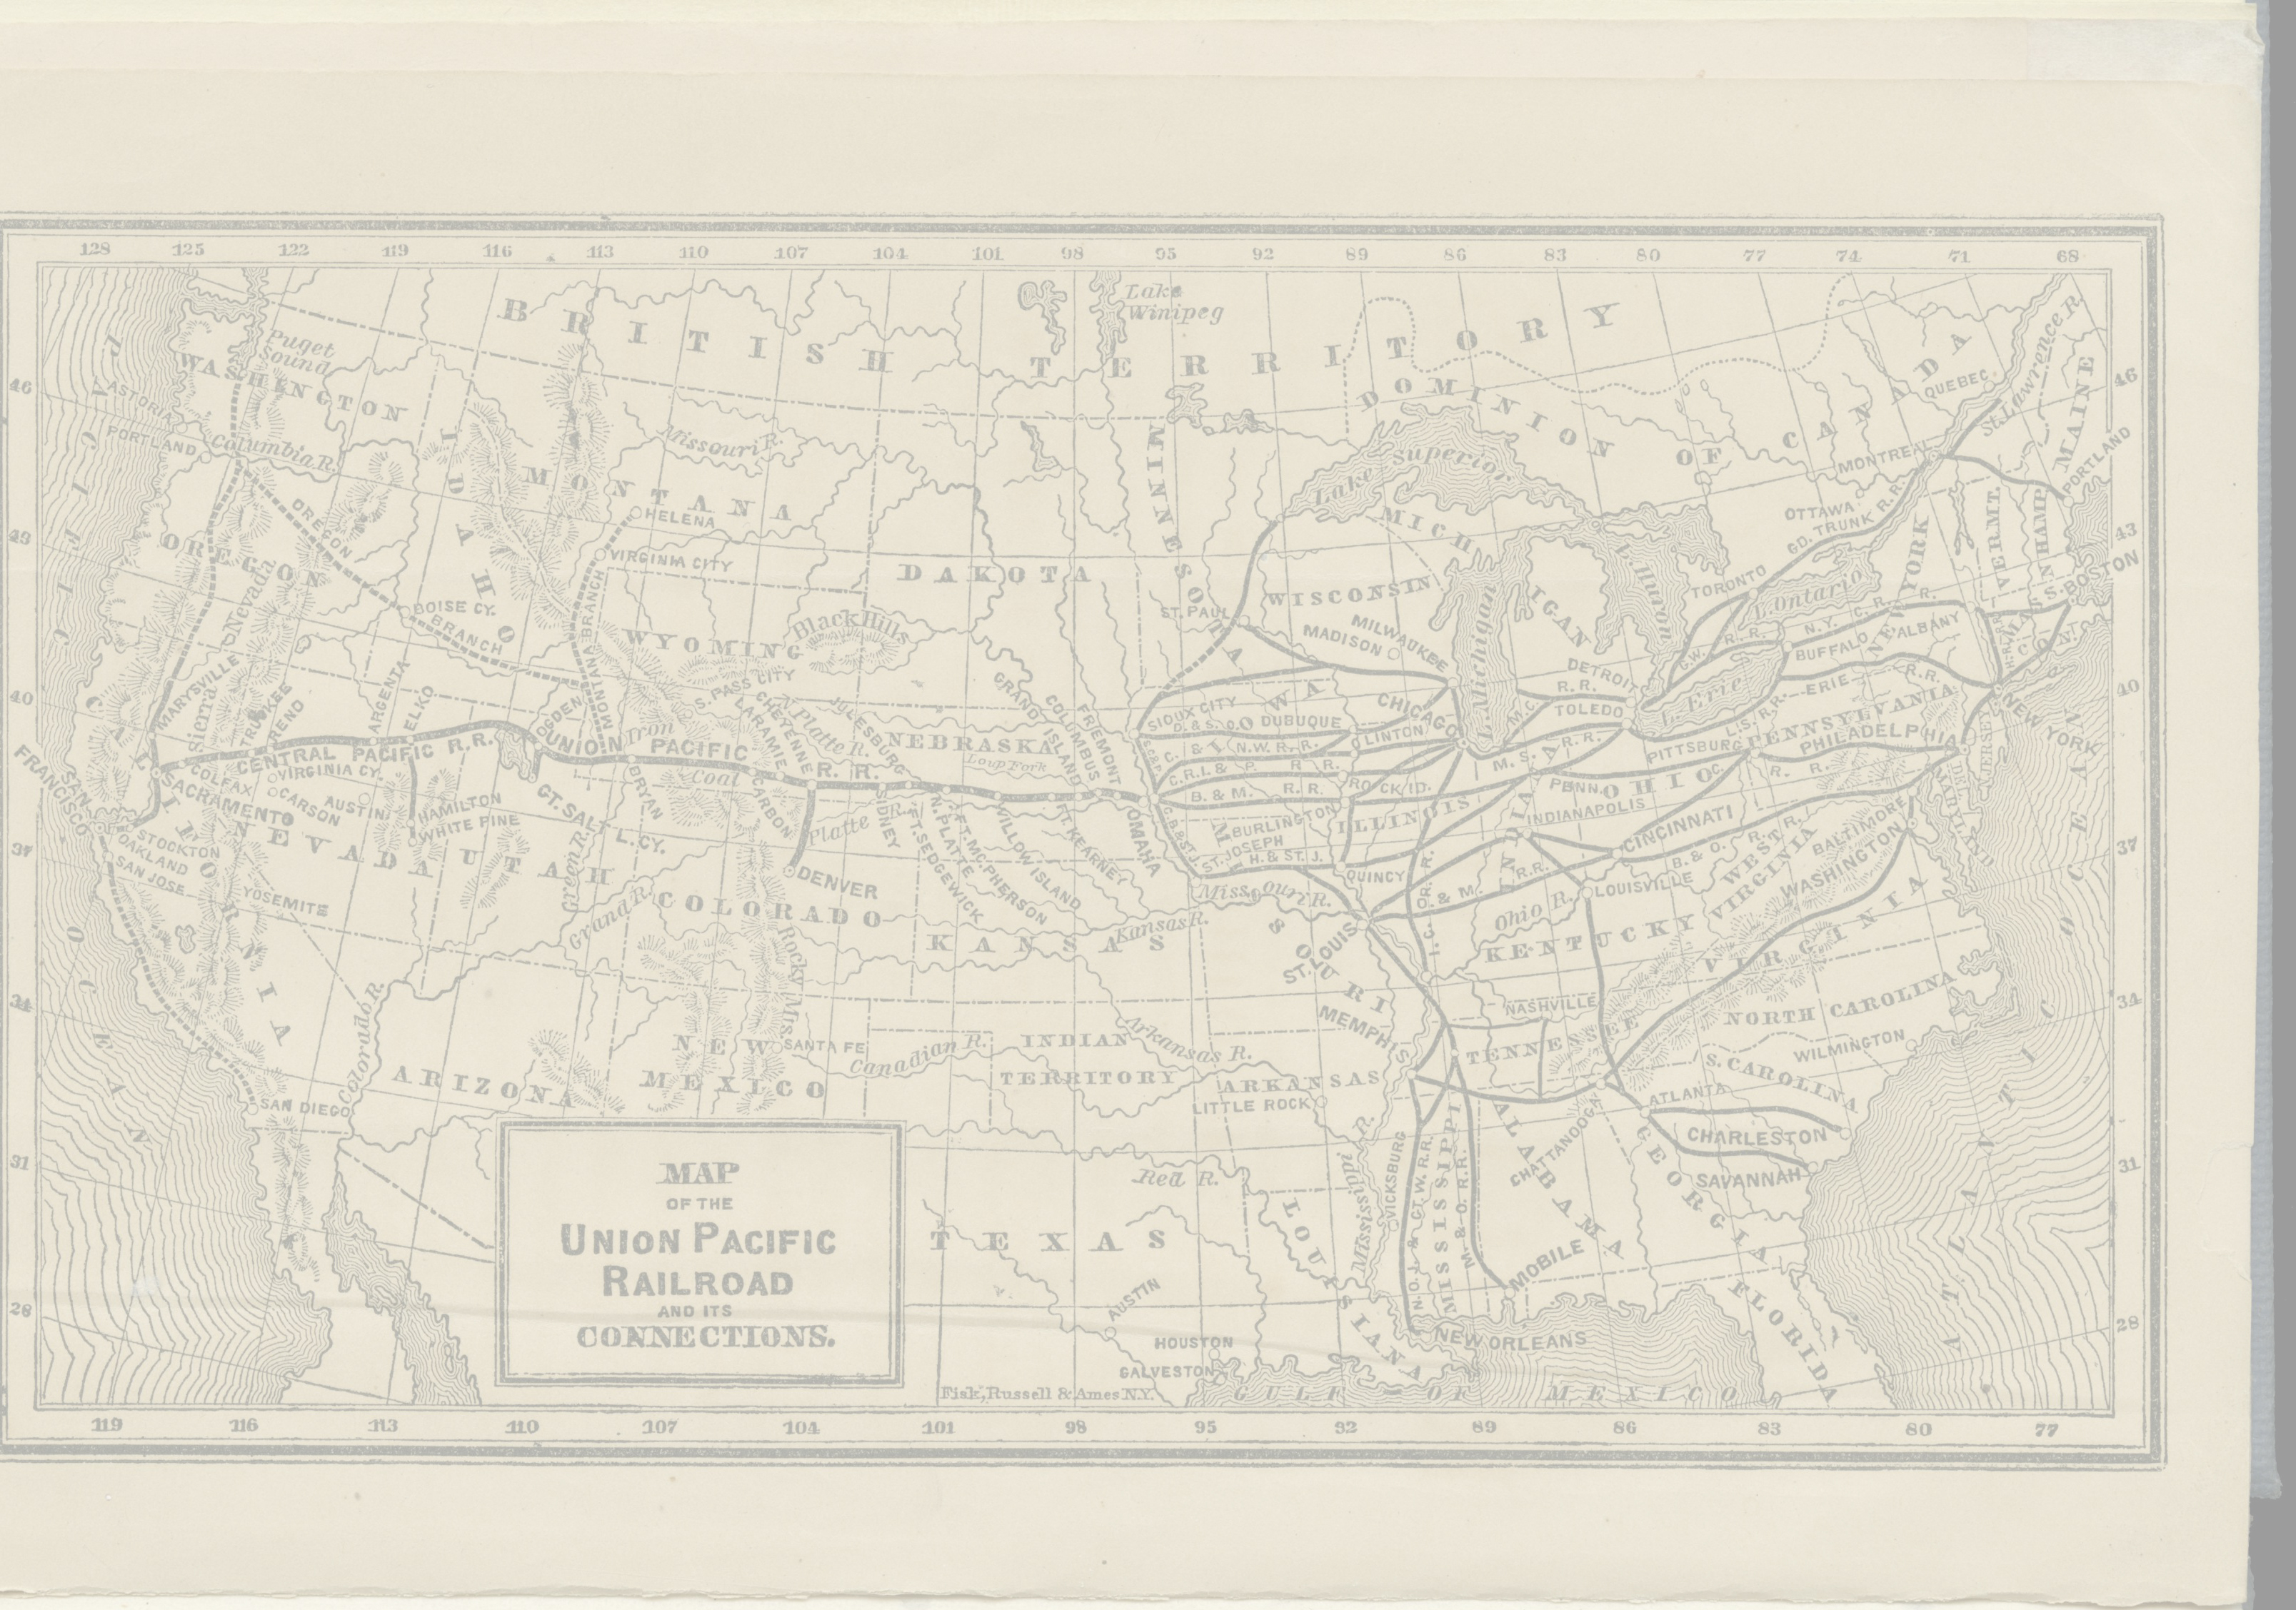 128 125 122 119 116 113 110 107 104 101 98 95 92 89 86 83 80 77 74 71 68
BRITISH TERRITORY
Lake
Winipeg
DOMINION OF CANADA
Puget
Sound
WASHINGTON
ASTORIA
PORTLAND
Columbia R.
IDAHO
MONTANA
Missouri R.
HELENA
VIRGINIA CITY
MINNESOTA
Lake Superior
MICHIGAN
QUEBEC
St. Lawrence R.
MAINE
PORTLAND
MONTREAL
OTTAWA
GD. TRUNK R. R.
46
46
43
43
40
40
37
37
34
34
31
31
28
28
PACIFIC OCEAN
OREGON
OREGON
BRANCH
BOISE CY.
MONTANA BRANCH
DAKOTA
WYOMING
Black Hills
WISCONSIN
ST. PAUL
MILWAUKEE
MADISON
L. Michigan
L. Huron
TORONTO
L. Ontario
NEW YORK
VERMT.
N. HAMP.
MASS.
BOSTON
CON.
ALBANY
N.Y. C. R. R.
BUFFALO
G.W. R. R.
DETROIT
R. R.
M. C.
TOLEDO
L. Erie
ERIE R. R.
L. S. R. R.
CALIFORNIA
Sierra Nevada
MARYSVILLE
TRUCKEE
RENO
ARGENTA
ELKO
OGDEN
S. PASS CITY
LARAMIE
CHEYENNE
N. Platte R.
JULESBURG
GRAND ISLAND
COLUMBUS
FREMONT
NEBRASKA
Loup Fork
CENTRAL PACIFIC R.R.
UNION PACIFIC R. R.
Iron
Coal
BRYAN
CARBON
SIOUX CITY
D. & S. C.
DUBUQUE
IOWA
CHICAGO
CLINTON
S.C. & P.
C. & N.W. R. R.
C. R. I. & P. R. R.
ROCK ID.
B. & M. R. R.
BURLINGTON
C.B. & ST. J.
ST. JOSEPH
H. & ST. J.
QUINCY
ILLINOIS
INDIANA
M. S. R. R.
PENN. C. R. R.
OHIO
INDIANAPOLIS
PITTSBURG
PENNSYLVANIA
PHILADELPHIA
NEW YORK
JERSEY
DEL.
MARYLAND
CINCINNATI
B. & O. R. R.
WEST
VIRGINIA
BALTIMORE
WASHINGTON
SAN
FRANCISCO
SACRAMENTO
COLFAX
VIRGINIA CY.
CARSON
AUSTIN
HAMILTON
WHITE PINE
GT. SALT L. CY.
STOCKTON
OAKLAND
SAN JOSE
YOSEMITE
NEVADA
UTAH
Green R.
Grand R.
COLORADO
DENVER
Platte R.
SIDNEY
FT. SEDGEWICK
N. PLATTE
FT. MCPHERSON
WILLOW ISLAND
FT. KEARNEY
OMAHA
KANSAS
Kansas R.
Missouri R.
MISSOURI
ST. LOUIS
O. & M. R. R.
I. C. R. R.
LOUISVILLE
Ohio R.
KENTUCKY
VIRGINIA
NORTH CAROLINA
WILMINGTON
S. CAROLINA
NASHVILLE
TENNESSEE
MEMPHIS
Colorado R.
ARIZONA
Rocky Mts.
NEW
MEXICO
SANTA FE
Canadian R.
INDIAN
TERRITORY
Arkansas R.
ARKANSAS
LITTLE ROCK
SAN DIEGO
ATLANTA
CHATTANOOGA
CHARLESTON
SAVANNAH
GEORGIA
ALABAMA
MISSISSIPPI
VICKSBURG
Mississippi R.
N. O. J. & GT. W. R. R.
M. & O. R. R.
MOBILE
NEW ORLEANS
LOUISIANA
FLORIDA
Red R.
TEXAS
AUSTIN
HOUSTON
GALVESTON
GULF OF MEXICO
ATLANTIC OCEAN
MAP
OF THE
UNION PACIFIC
RAILROAD
AND ITS
CONNECTIONS.
Fisk, Russell & Ames N.Y.
119 116 113 110 107 104 101 98 95 92 89 86 83 80 77